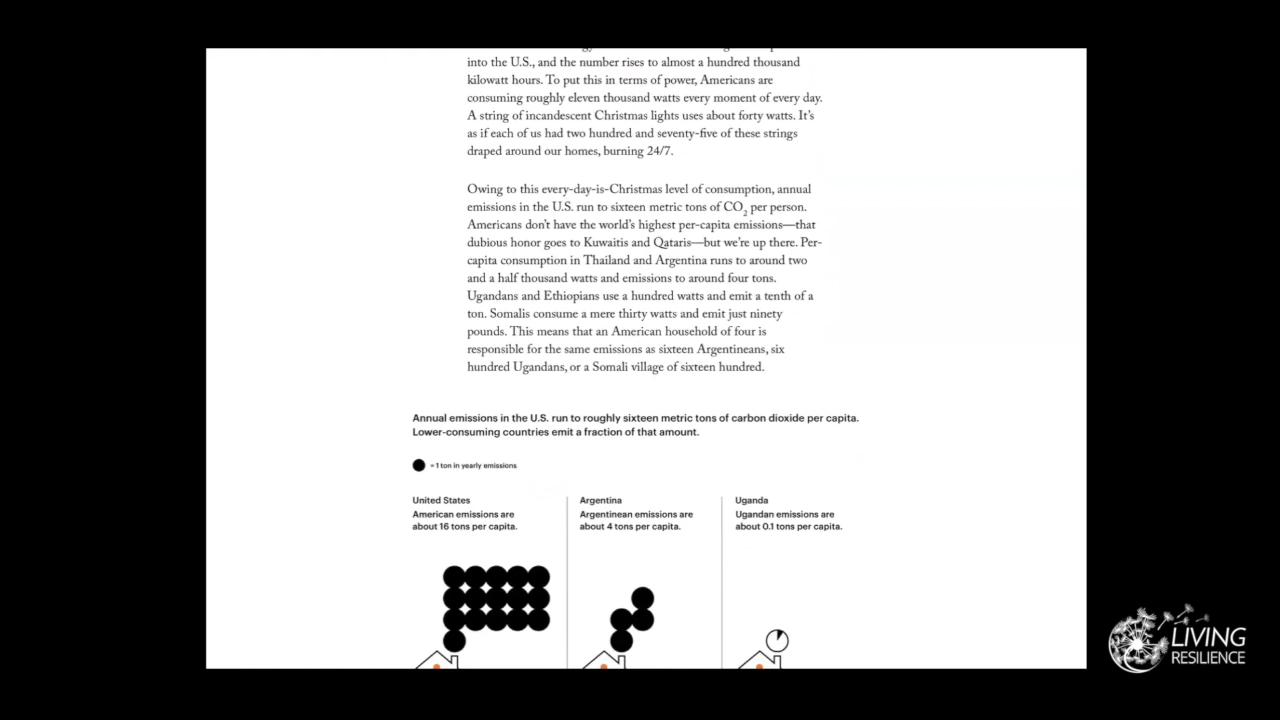 into the U.S., and the number rises to almost a hundred thousand
kilowatt hours. To put this in terms of power, Americans are
consuming roughly eleven thousand watts every moment of every day.
A string of incandescent Christmas lights uses about forty watts. It's
as if each of us had two hundred and seventy-five of these strings
draped around our homes, burning 24/7.
Owing to this every-day-is-Christmas level of consumption, annual
emissions in the U.S. run to sixteen metric tons of CO2 per person.
Americans don't have the world's highest per-capita emissions—that
dubious honor goes to Kuwaitis and Qataris—but we're up there. Per-
capita consumption in Thailand and Argentina runs to around two
and a half thousand watts and emissions to around four tons.
Ugandans and Ethiopians use a hundred watts and emit a tenth of a
ton. Somalis consume a mere thirty watts and emit just ninety
pounds. This means that an American household of four is
responsible for the same emissions as sixteen Argentineans, six
hundred Ugandans, or a Somali village of sixteen hundred.
Annual emissions in the U.S. run to roughly sixteen metric tons of carbon dioxide per capita.
Lower-consuming countries emit a fraction of that amount.
= 1 ton in yearly emissions
United States
American emissions are
about 16 tons per capita.
Argentina
Argentinean emissions are
about 4 tons per capita.
Uganda
Ugandan emissions are
about 0.1 tons per capita.
LIVING
RESILIENCE